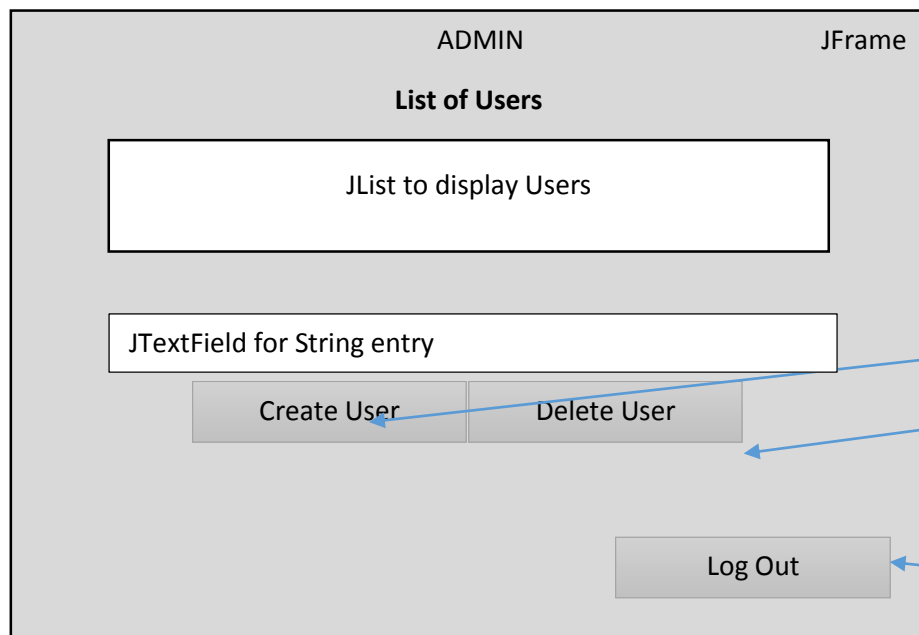 ADMIN JFrame
List of Users
JList to display Users
JTextField for String entry
Create User Delete User
Log Out